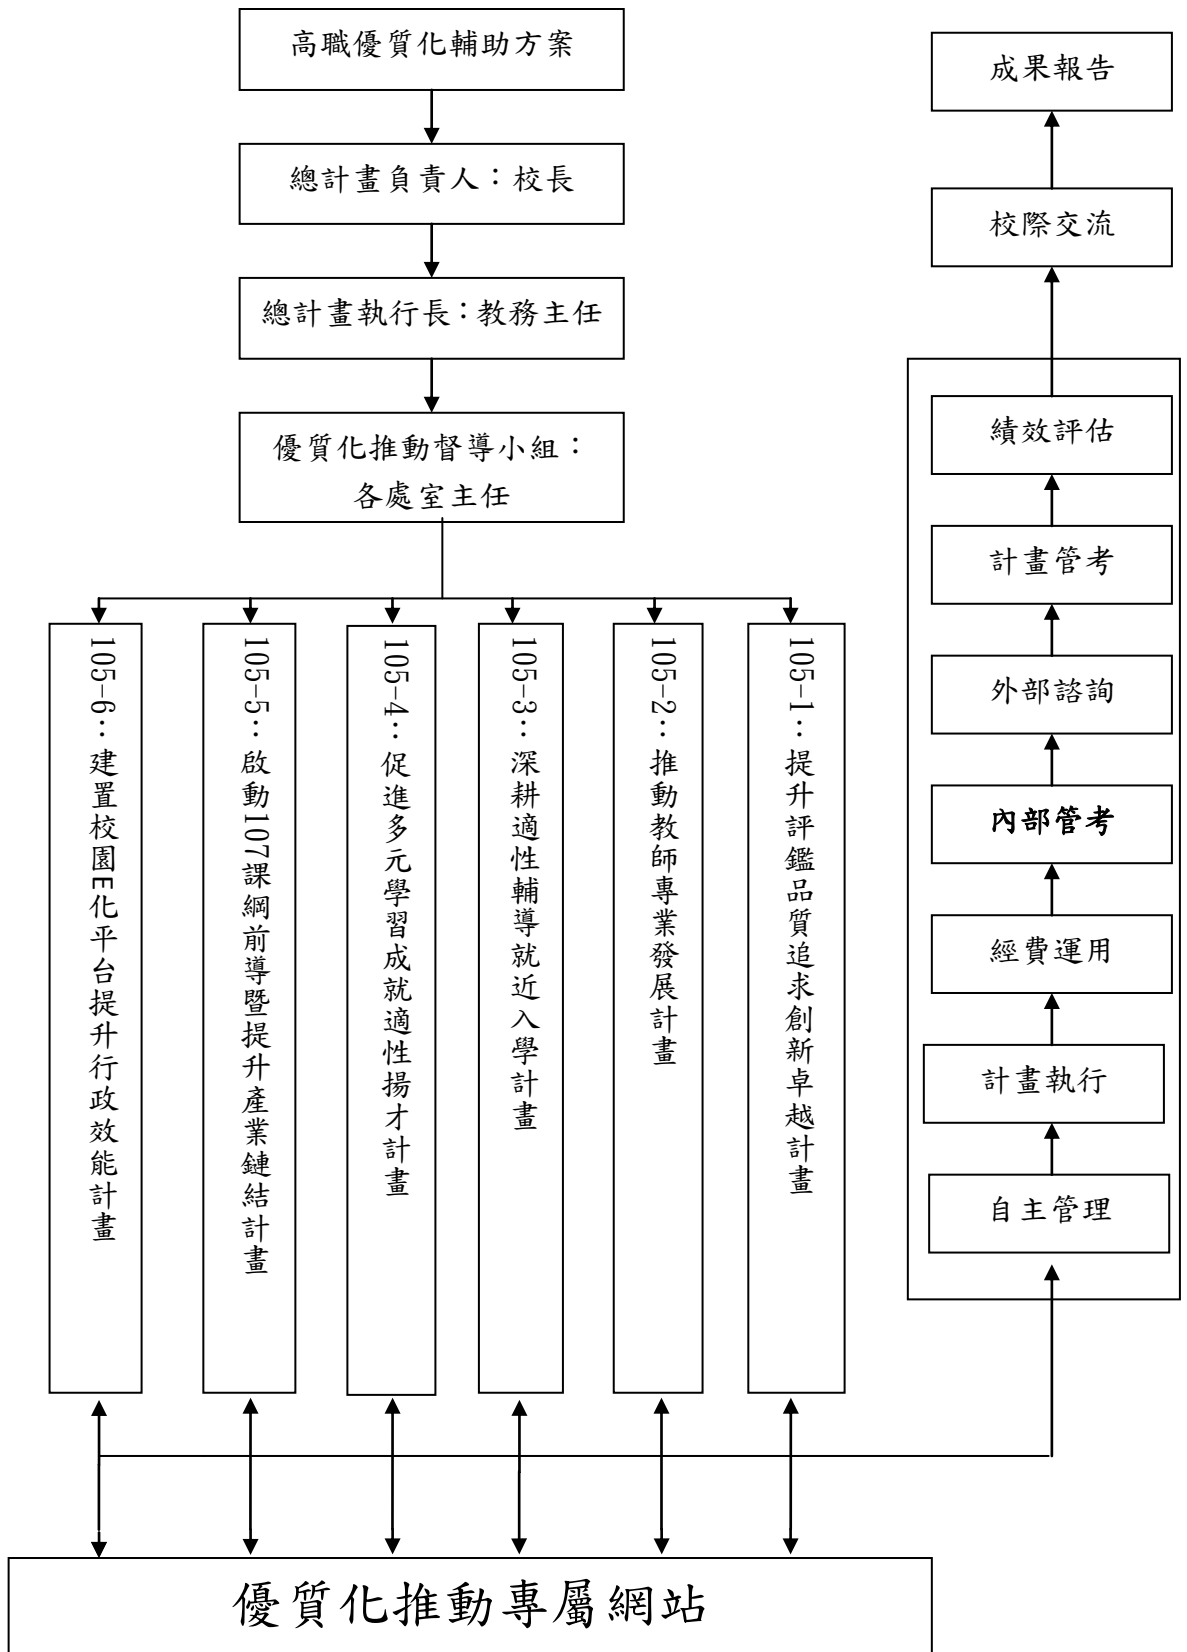 高職優質化輔助方案
總計畫負責人：校長
總計畫執行長：教務主任
優質化推動督導小組：
各處室主任
105-1：提升評鑑品質追求創新卓越計畫
105-2：推動教師專業發展計畫
105-3：深耕適性輔導就近入學計畫
105-4：促進多元學習成就適性揚才計畫
105-5：啟動107課綱前導暨提升產業鏈結計畫
105-6：建置校園E化平台提升行政效能計畫
優質化推動專屬網站
成果報告
校際交流
績效評估
計畫管考
外部諮詢
內部管考
經費運用
計畫執行
自主管理